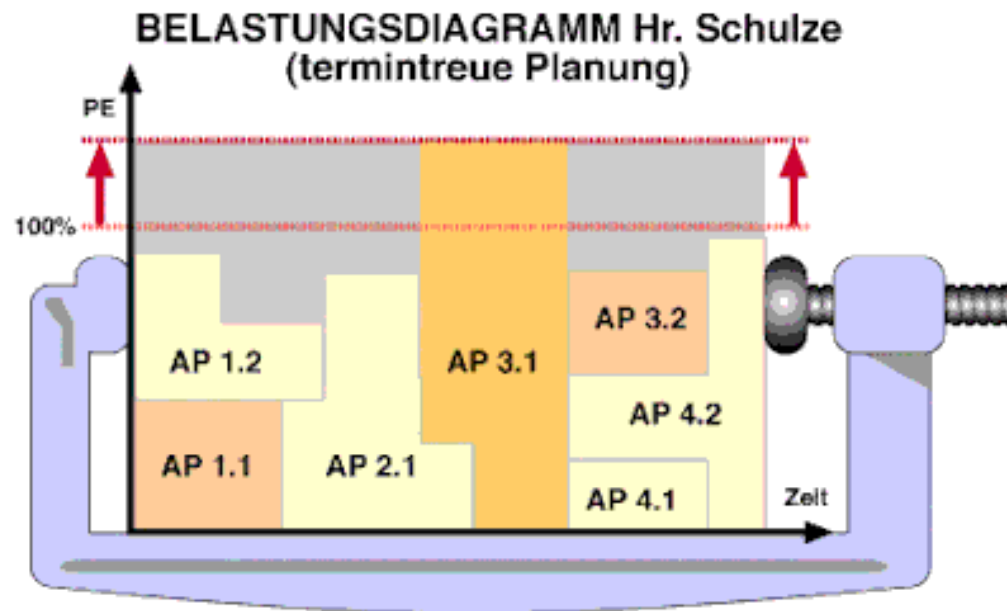 BELASTUNGSDIAGRAMM Hr. Schulze
(termintreue Planung)
PE
100%
AP 3.2
AP 1.2
AP 3.1
AP 4.2
AP 1.1
AP 2.1
AP 4.1
Zeit